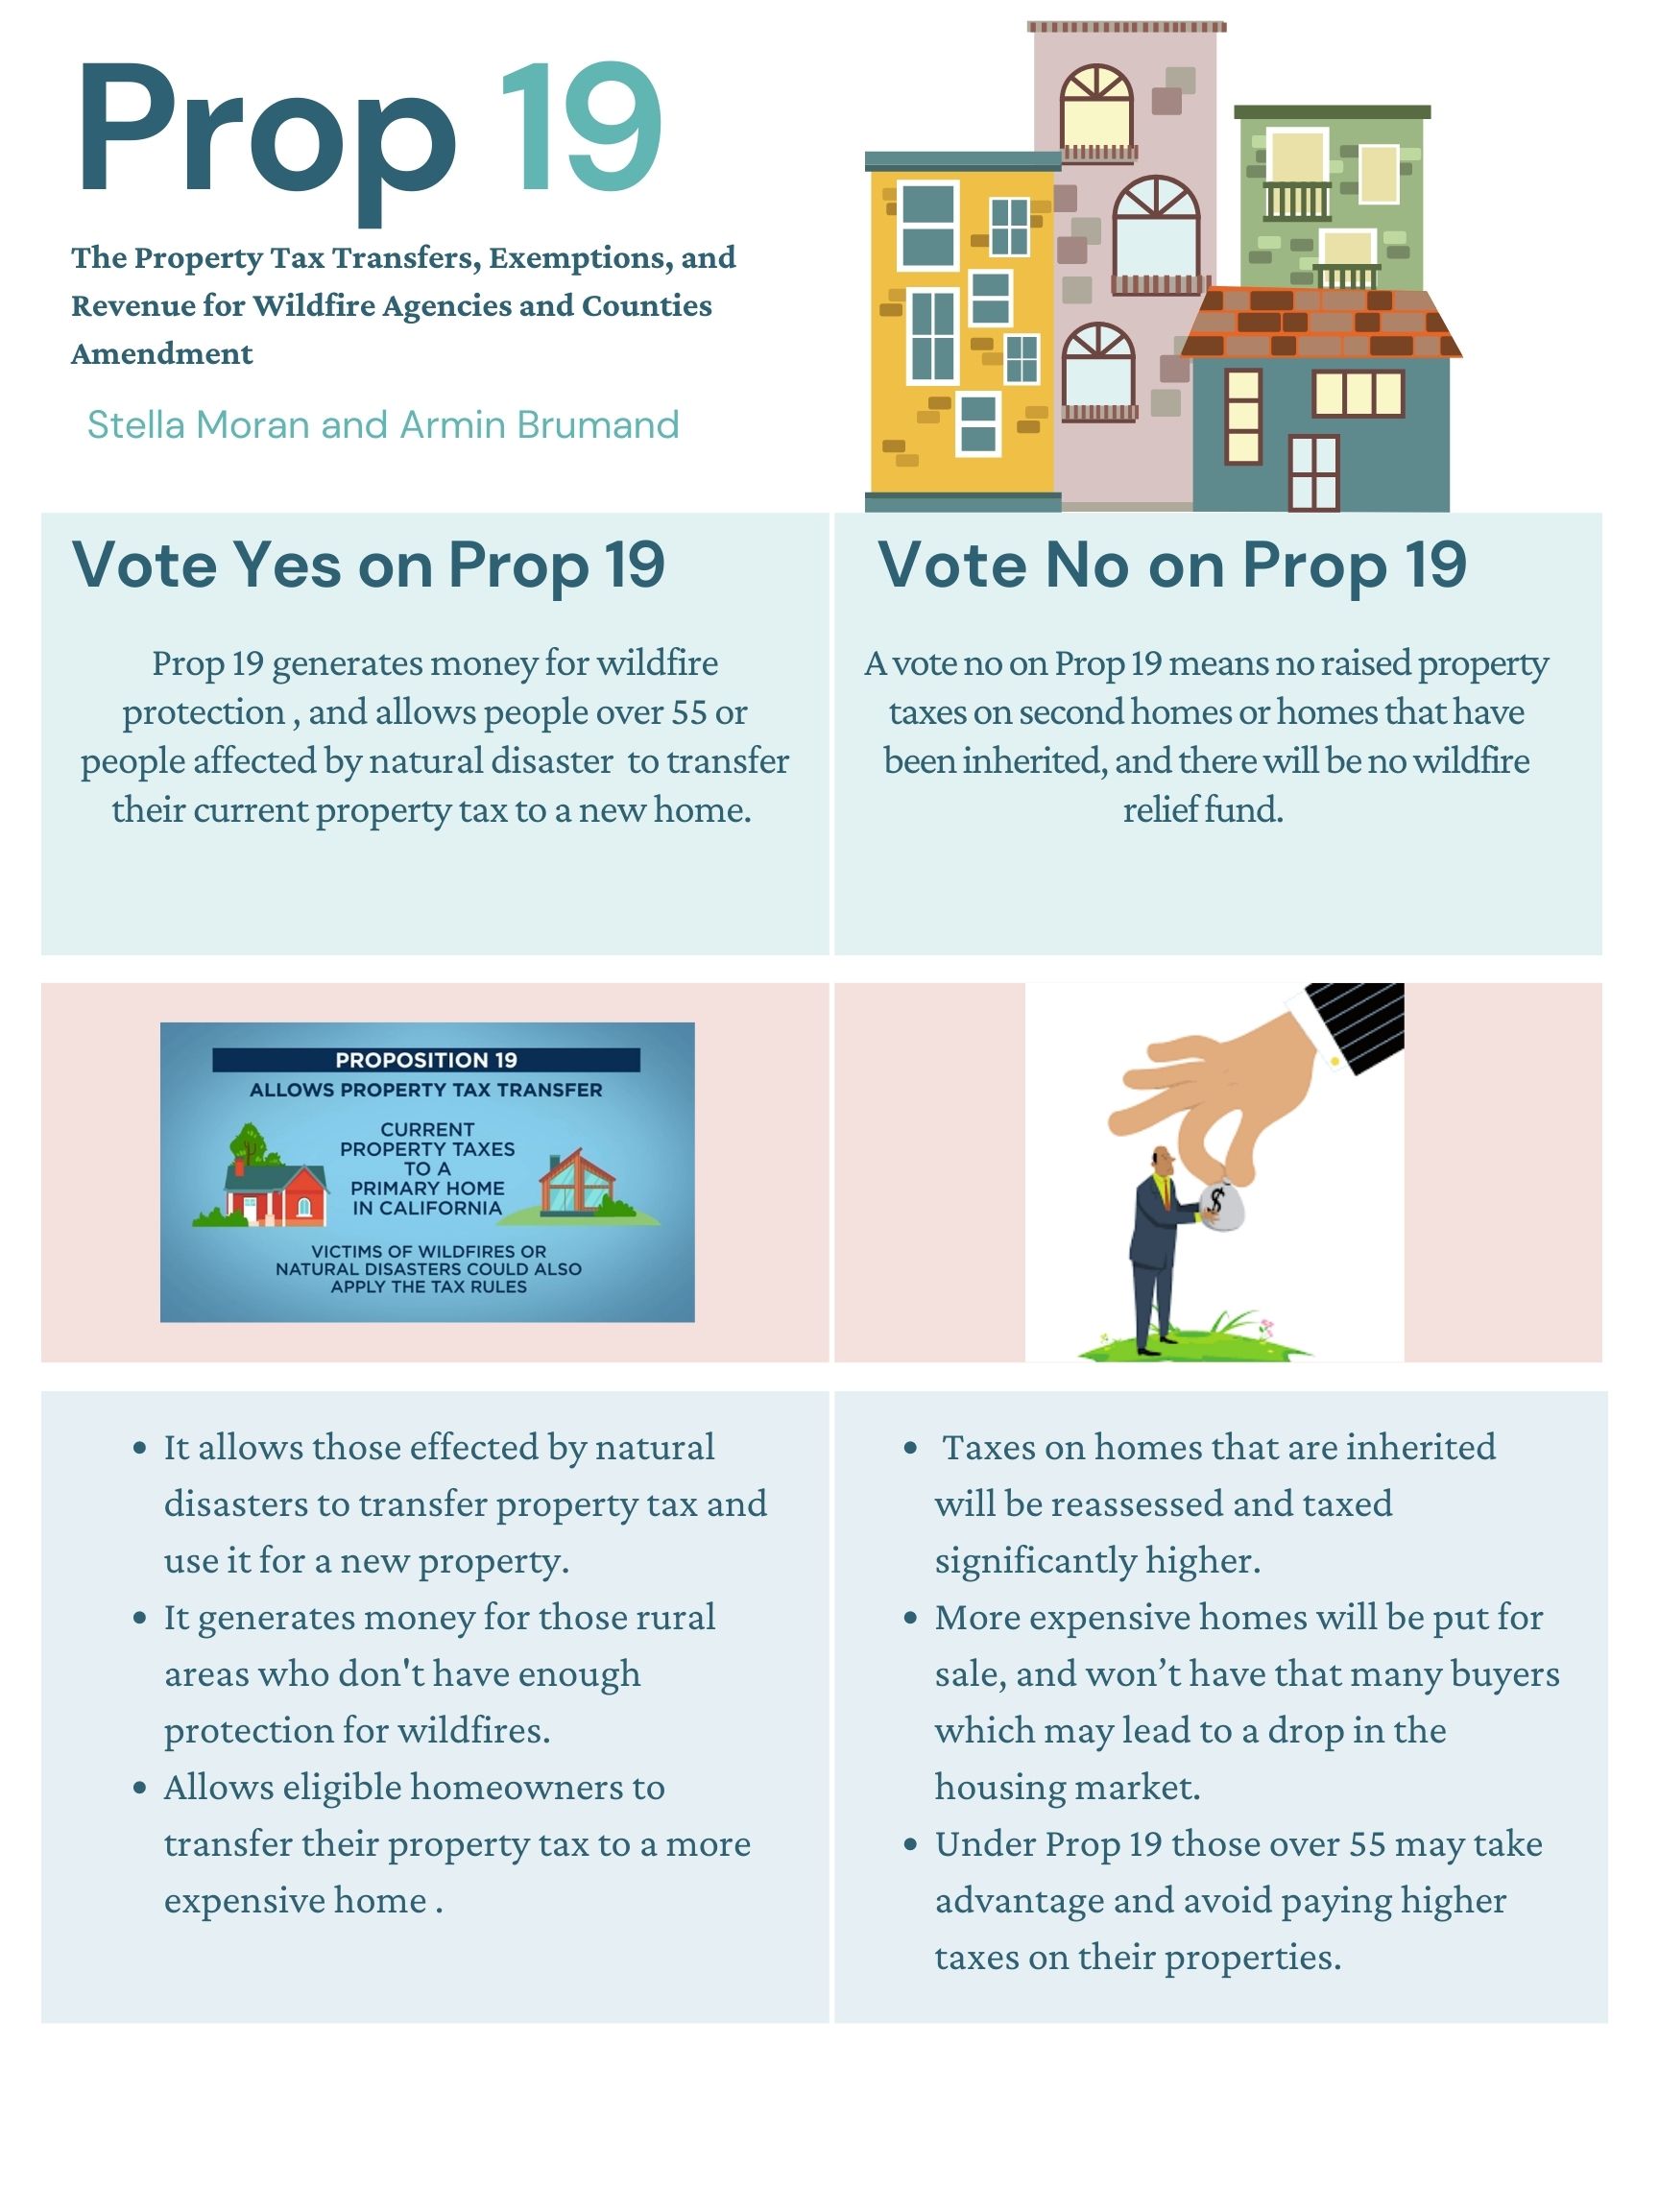 Prop 19
The Property Tax Transfers, Exemptions, and
Revenue for Wildfire Agencies and Counties
Amendment
Stella Moran and Armin Brumand
Vote Yes on Prop 19
Prop 19 generates money for wildfire
protection , and allows people over 55 or
people affected by natural disaster  to transfer
their current property tax to a new home.
Vote No on Prop 19
A vote no on Prop 19 means no raised property
taxes on second homes or homes that have
been inherited, and there will be no wildfire
relief fund.
PROPOSITION 19
ALLOWS PROPERTY TAX TRANSFER
CURRENT
PROPERTY TAXES
TO A
PRIMARY HOME
IN CALIFORNIA
VICTIMS OF WILDFIRES OR
NATURAL DISASTERS COULD ALSO
APPLY THE TAX RULES
$
• It allows those effected by natural
disasters to transfer property tax and
use it for a new property.
• It generates money for those rural
areas who don't have enough
protection for wildfires.
• Allows eligible homeowners to
transfer their property tax to a more
expensive home .
• Taxes on homes that are inherited
will be reassessed and taxed
significantly higher.
• More expensive homes will be put for
sale, and won’t have that many buyers
which may lead to a drop in the
housing market.
• Under Prop 19 those over 55 may take
advantage and avoid paying higher
taxes on their properties.